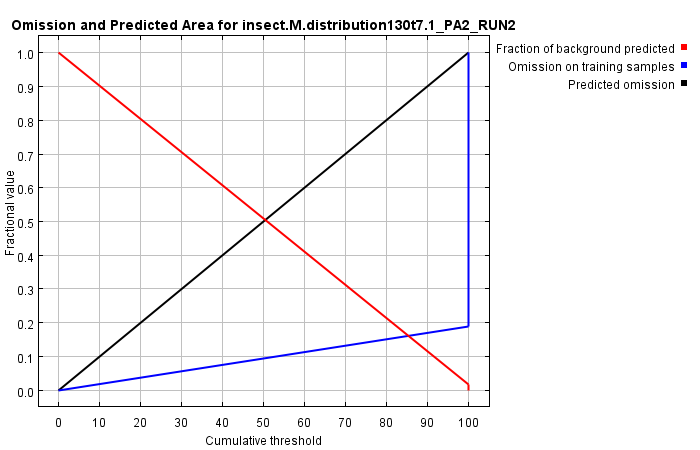 Omission and Predicted Area for insect.M.distribution130t7.1_PA2_RUN2
Fraction of background predicted
Omission on training samples
Predicted omission
Fractional value
1.0
0.9
0.8
0.7
0.6
0.5
0.4
0.3
0.2
0.1
0.0
0 10 20 30 40 50 60 70 80 90 100
Cumulative threshold